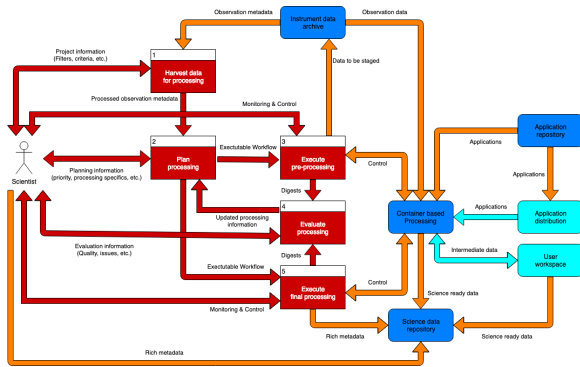 Observation metadata
Instrument data
archive
Observation data
1
Harvest data
for processing
Project information
(Filters, criteria, etc.)
Data to be staged
Processed observation metadata
Monitoring & Control
Application
repository
2
Plan
processing
Exectutable Workflow
3
Execute
pre-processing
Control
Applications
Applications
Scientist
Planning information
(priority, processing specifics, etc.)
Digests
4
Evaluate
processing
Updated processing
information
Container based
Processing
Applications
Application
distribution
Evaluation information
(Quality, issues, etc.)
Digests
Intermediate data
User
workspace
Exectutable Workflow
5
Execute
final processing
Control
Science ready data
Monitoring & Control
Rich metadata
Science data
repository
Science ready data
Rich metadata